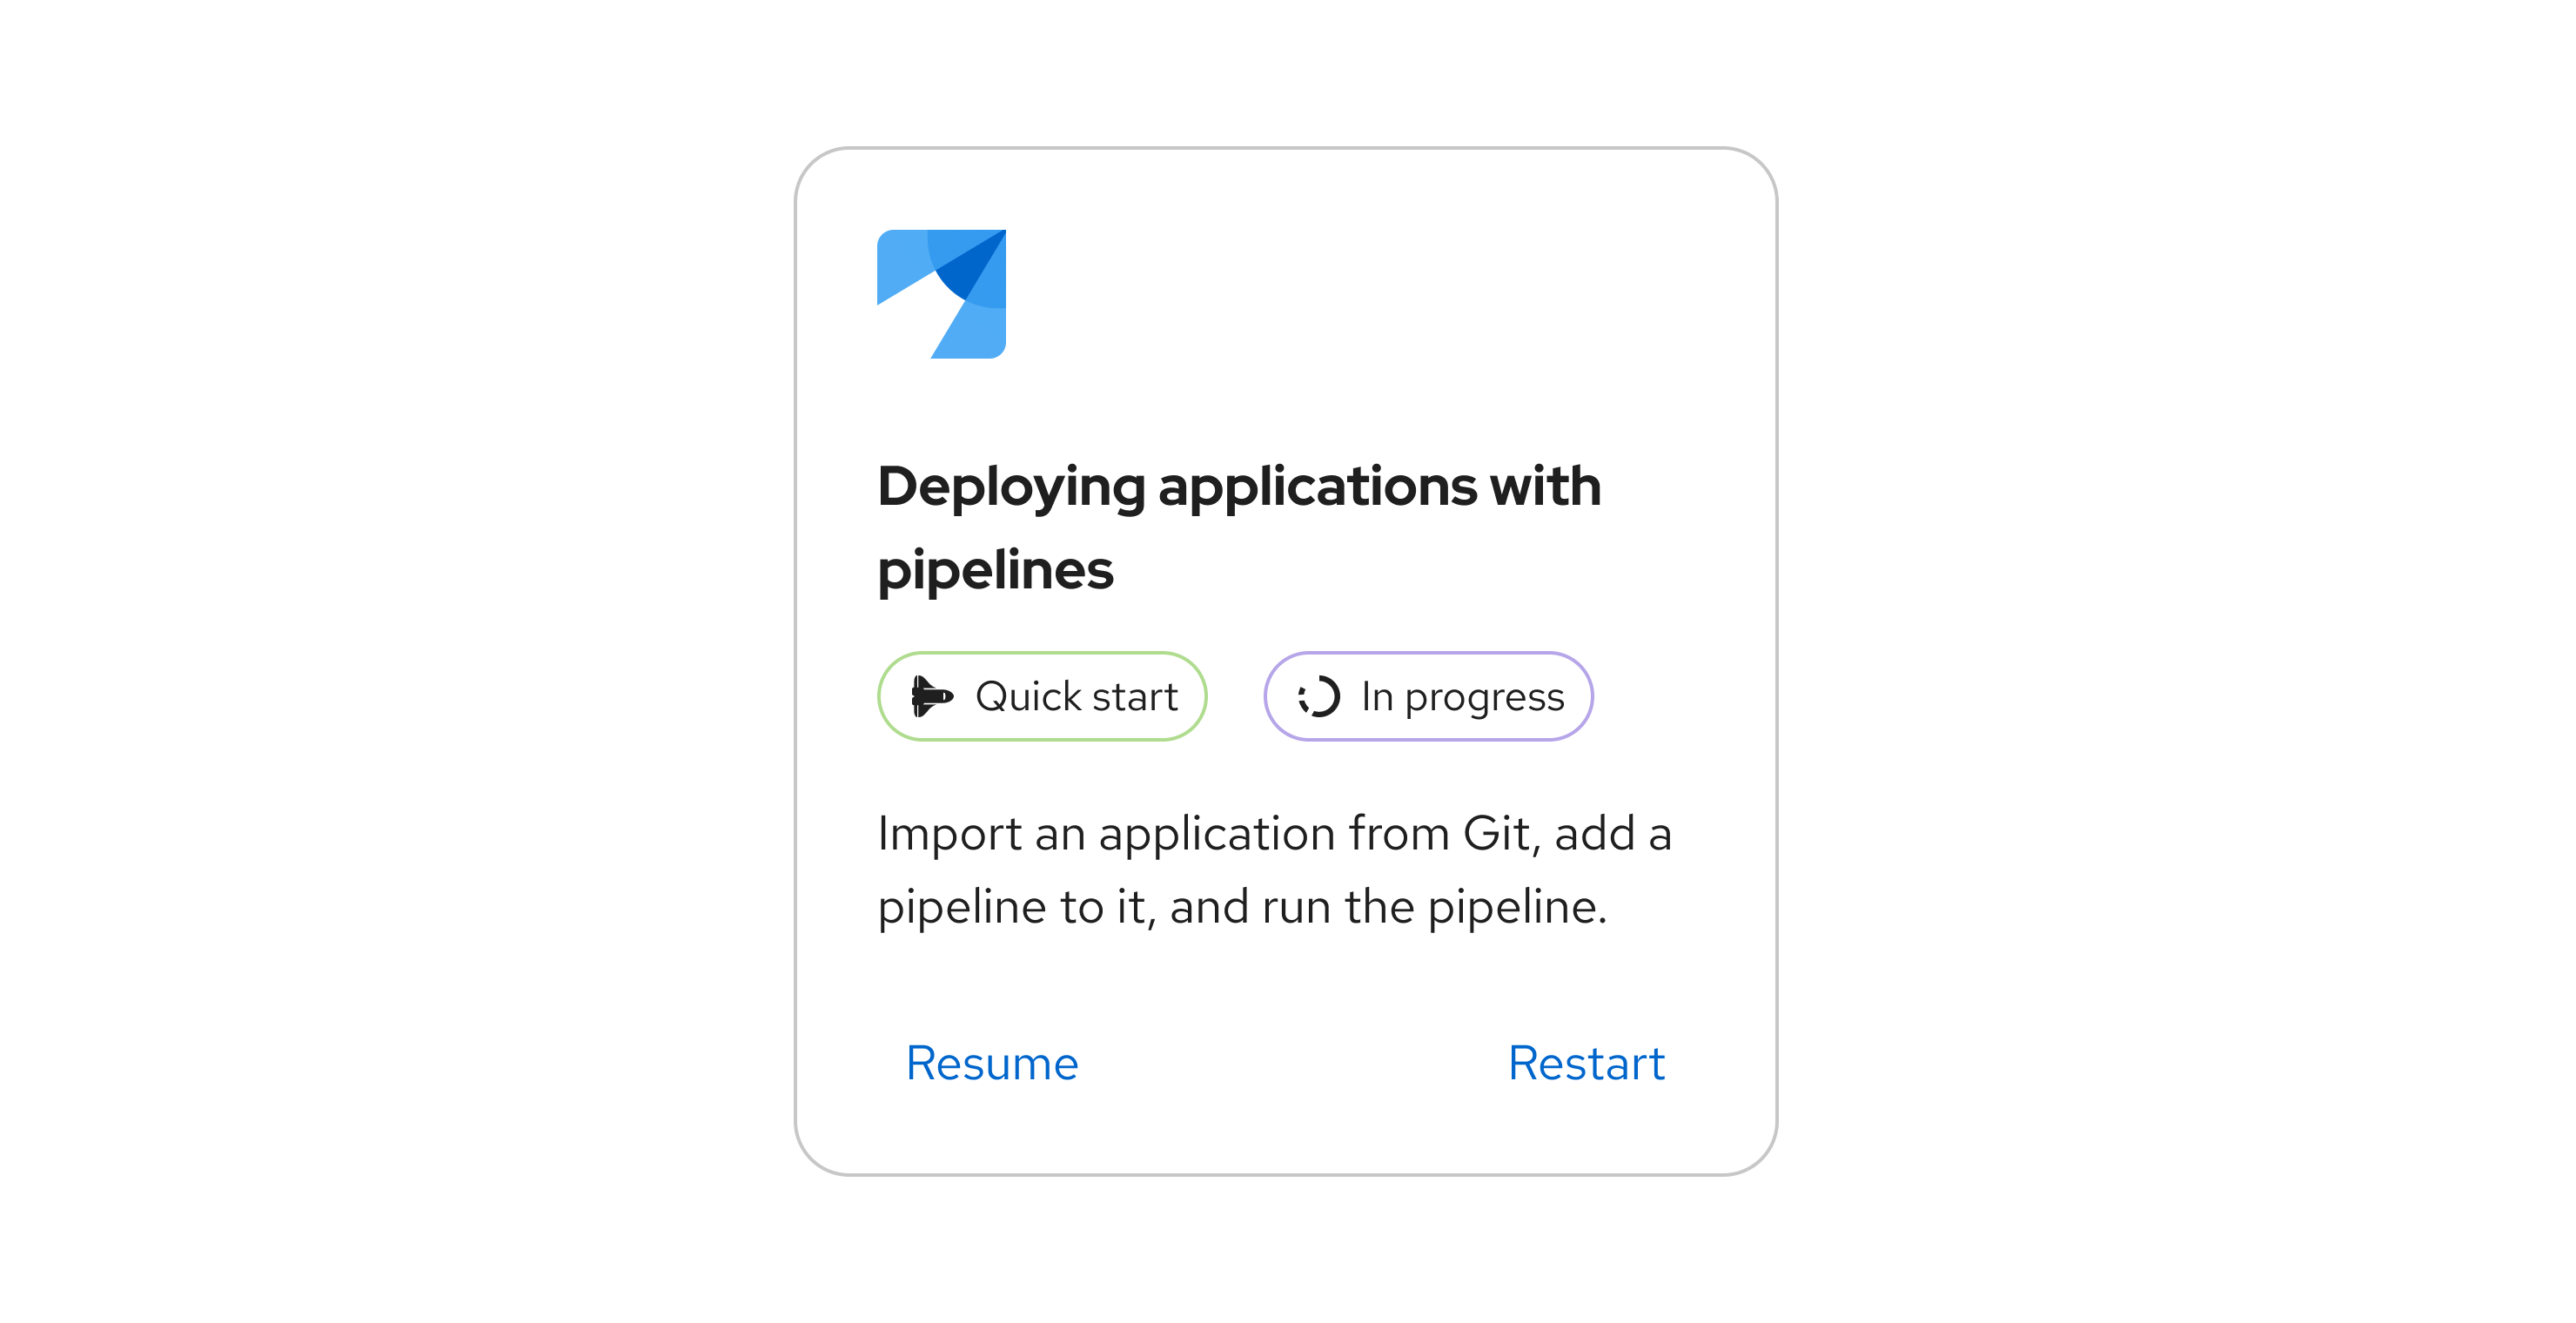 Deploying applications with
pipelines
Quick start
In progress
Import an application from Git, add a
pipeline to it, and run the pipeline.
Resume
Restart